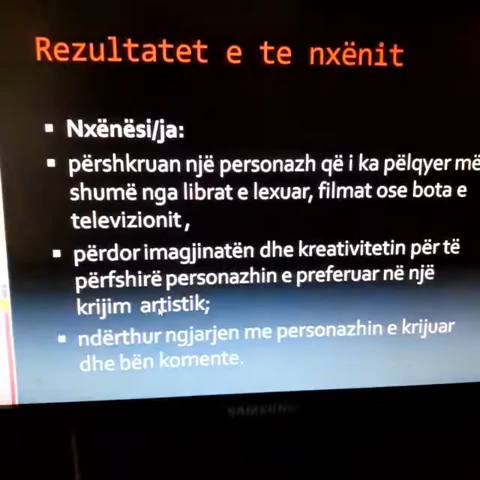 Rezultatet e te nxënit
▪ Nxënësi/ja:
▪ përshkruan një personazh që i ka pëlqyer më
shumë nga librat e lexuar, filmat ose bota e
televizionit,
▪ përdor imagjinatën dhe kreativitetin për të
përfshirë personazhin e preferuar në një
krijim artistik;
▪ ndërthur ngjarjen me personazhin e krijuar
dhe bën komente.
SAMSUNG